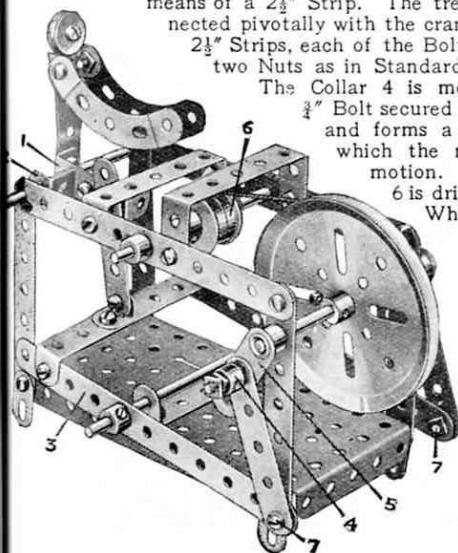 means of a 2½″ Strip. The tre
nected pivotally with the cran
2½″ Strips, each of the Bolt
two Nuts as in Standard
The Collar 4 is mo
¾″ Bolt secured
and forms a
which the r
motion.
6 is dri
Wh
1
6
3
4
5
7
7